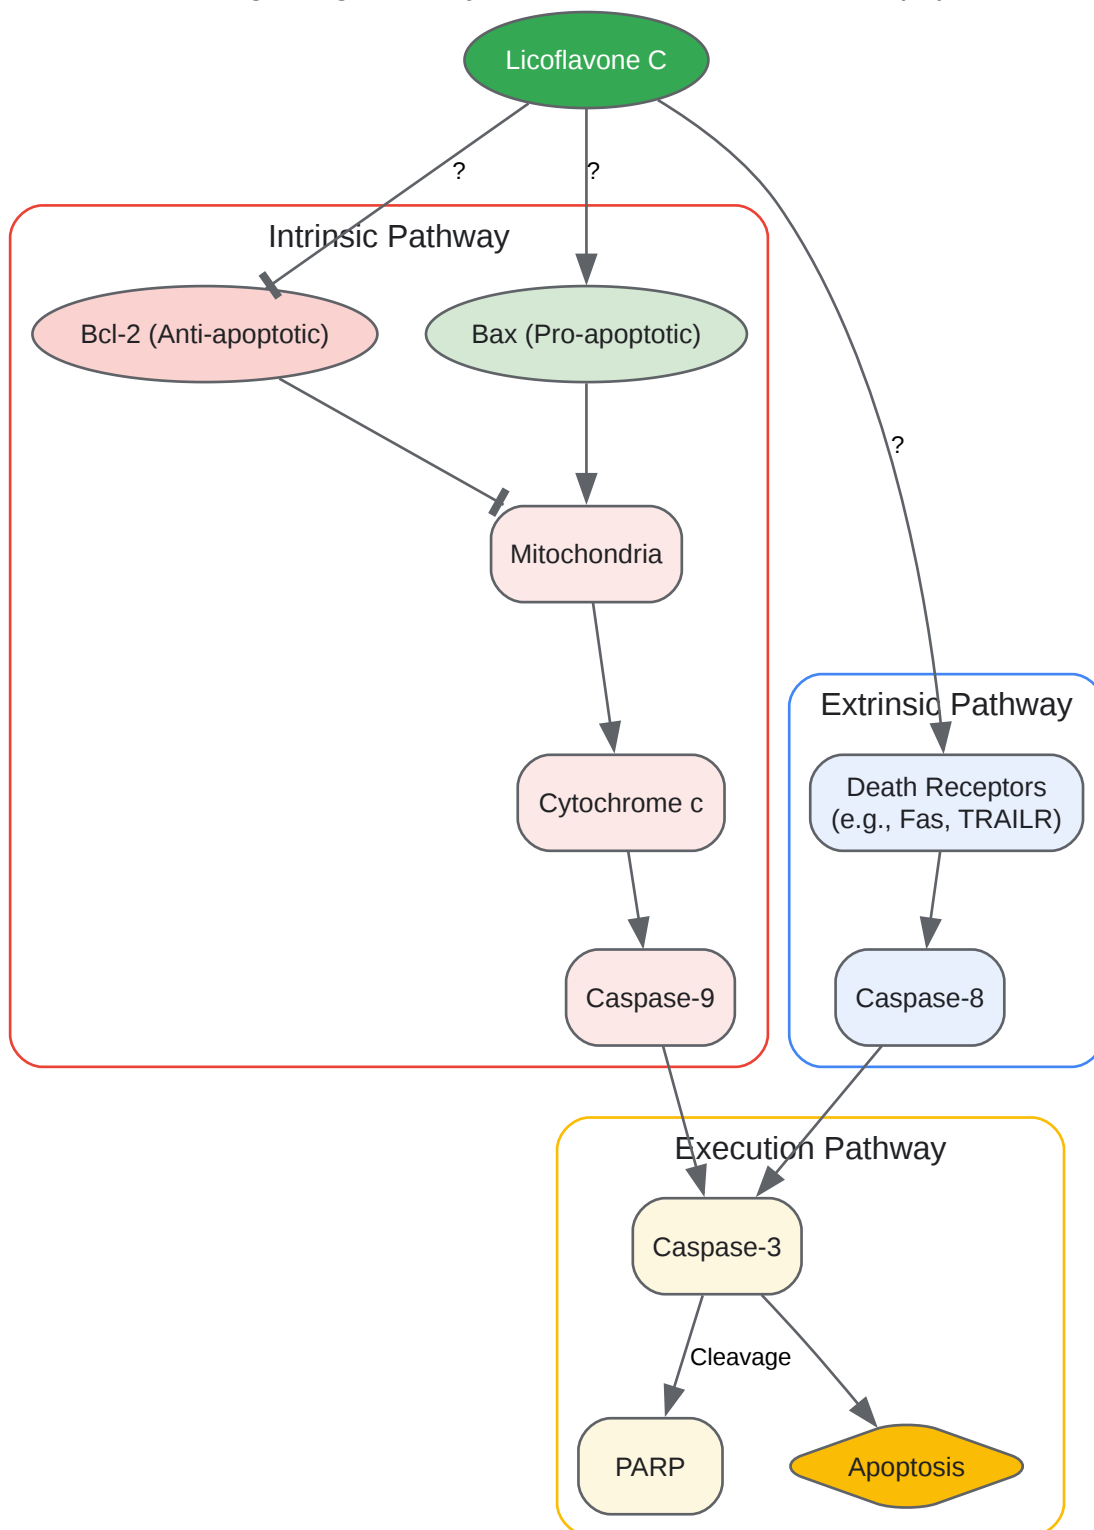 Licoflavone C
?
?
Intrinsic Pathway
Bcl-2 (Anti-apoptotic)
Bax (Pro-apoptotic)
?
Mitochondria
Extrinsic Pathway
Cytochrome c
Death Receptors
(e.g., Fas, TRAILR)
Caspase-9
Caspase-8
Execution Pathway
Caspase-3
Cleavage
PARP
Apoptosis